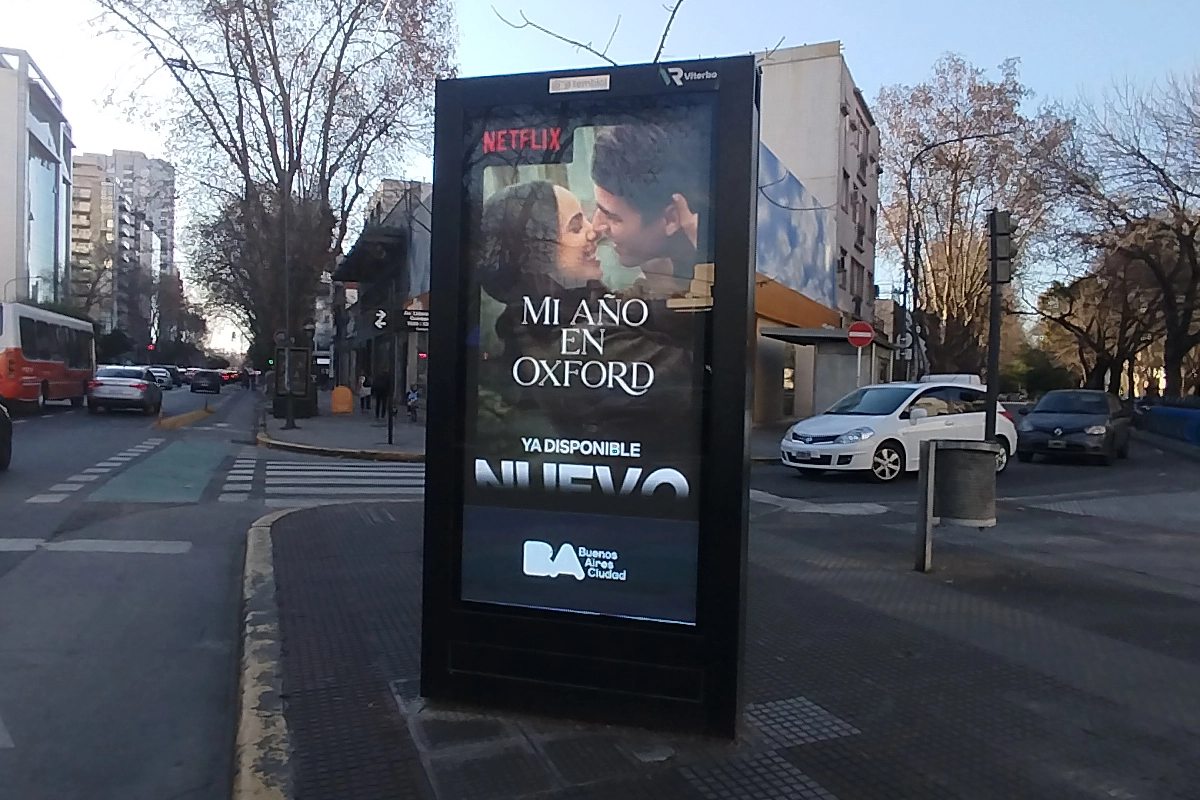 Viterbo
NETFLIX
MI AÑO
EN
OXFORD
YA DISPONIBLE
NUEVO
BA
Buenos
Aires
Ciudad